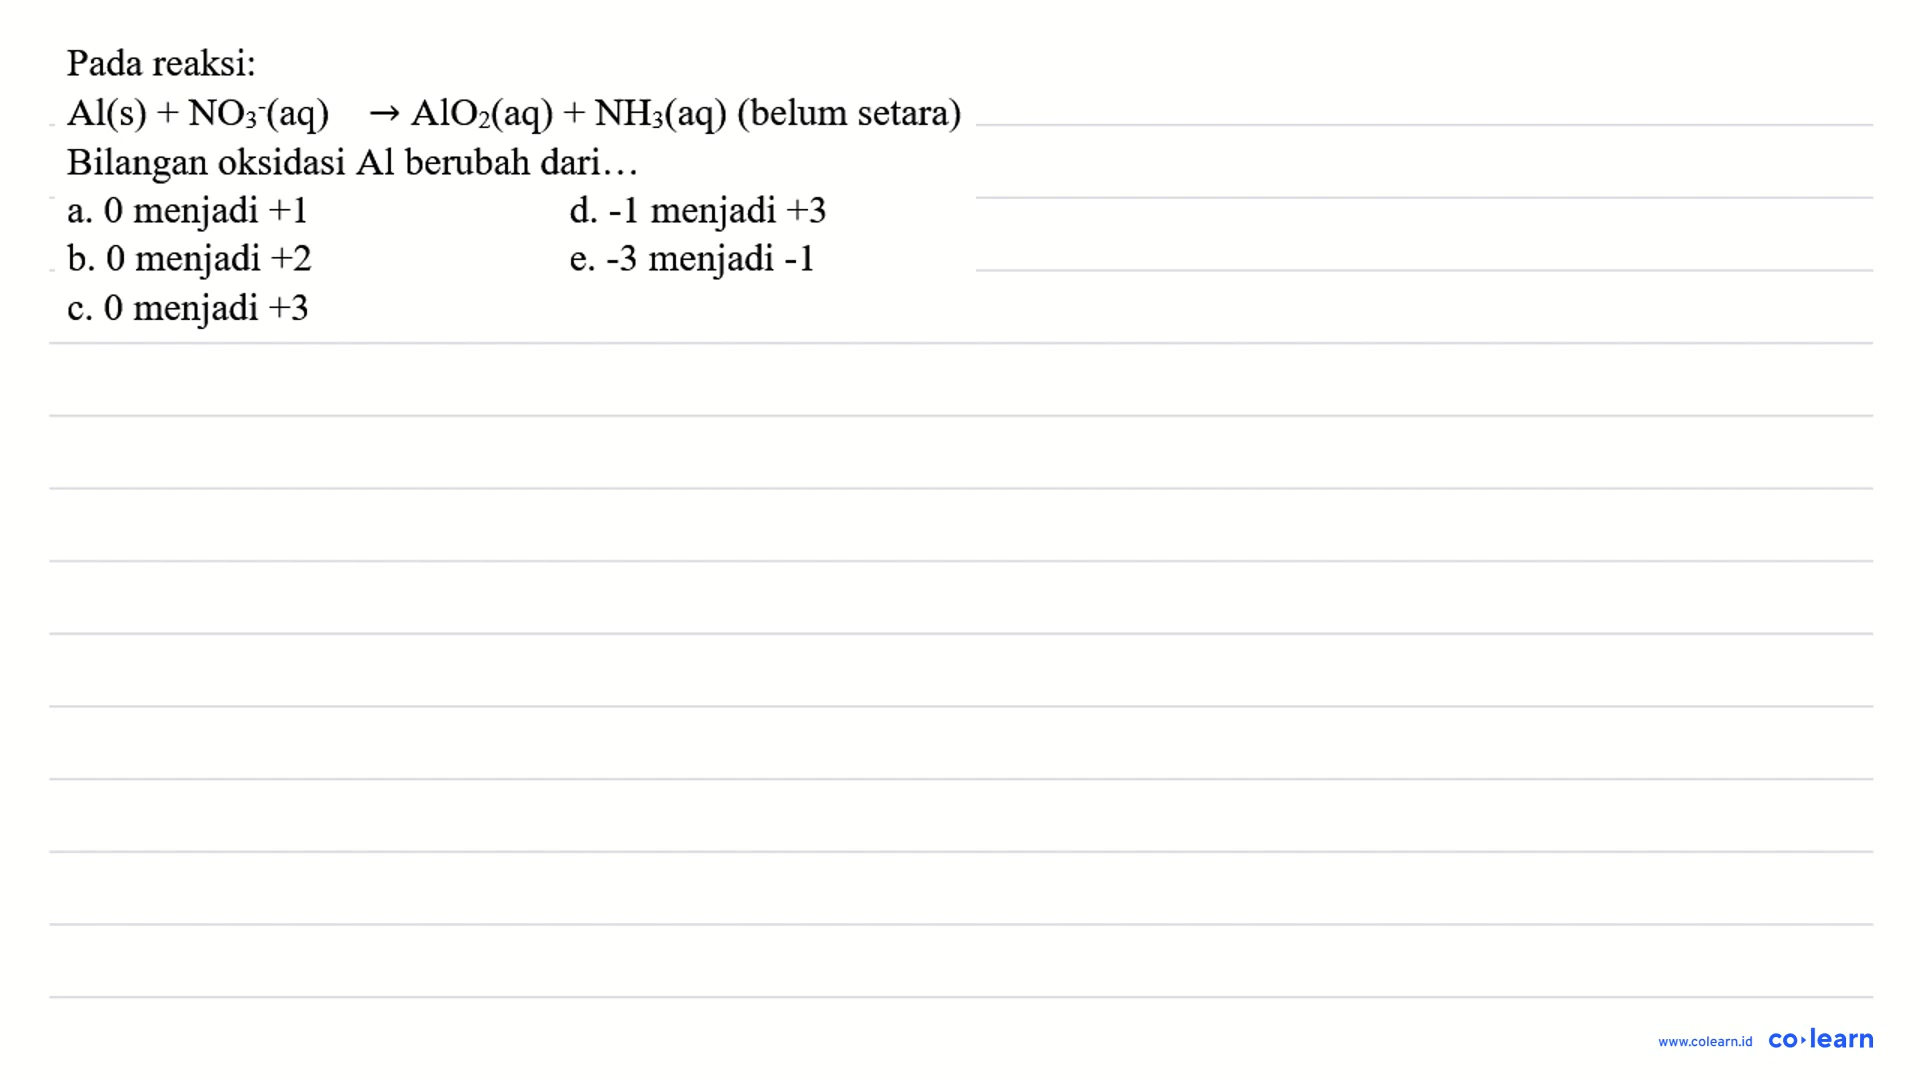 Pada reaksi:
Al(s) + NO₃⁻(aq) → AlO₂(aq) + NH₃(aq) (belum setara)
Bilangan oksidasi Al berubah dari...
a. 0 menjadi +1 d. -1 menjadi +3
b. 0 menjadi +2 e. -3 menjadi -1
c. 0 menjadi +3
www.colearn.id co learn